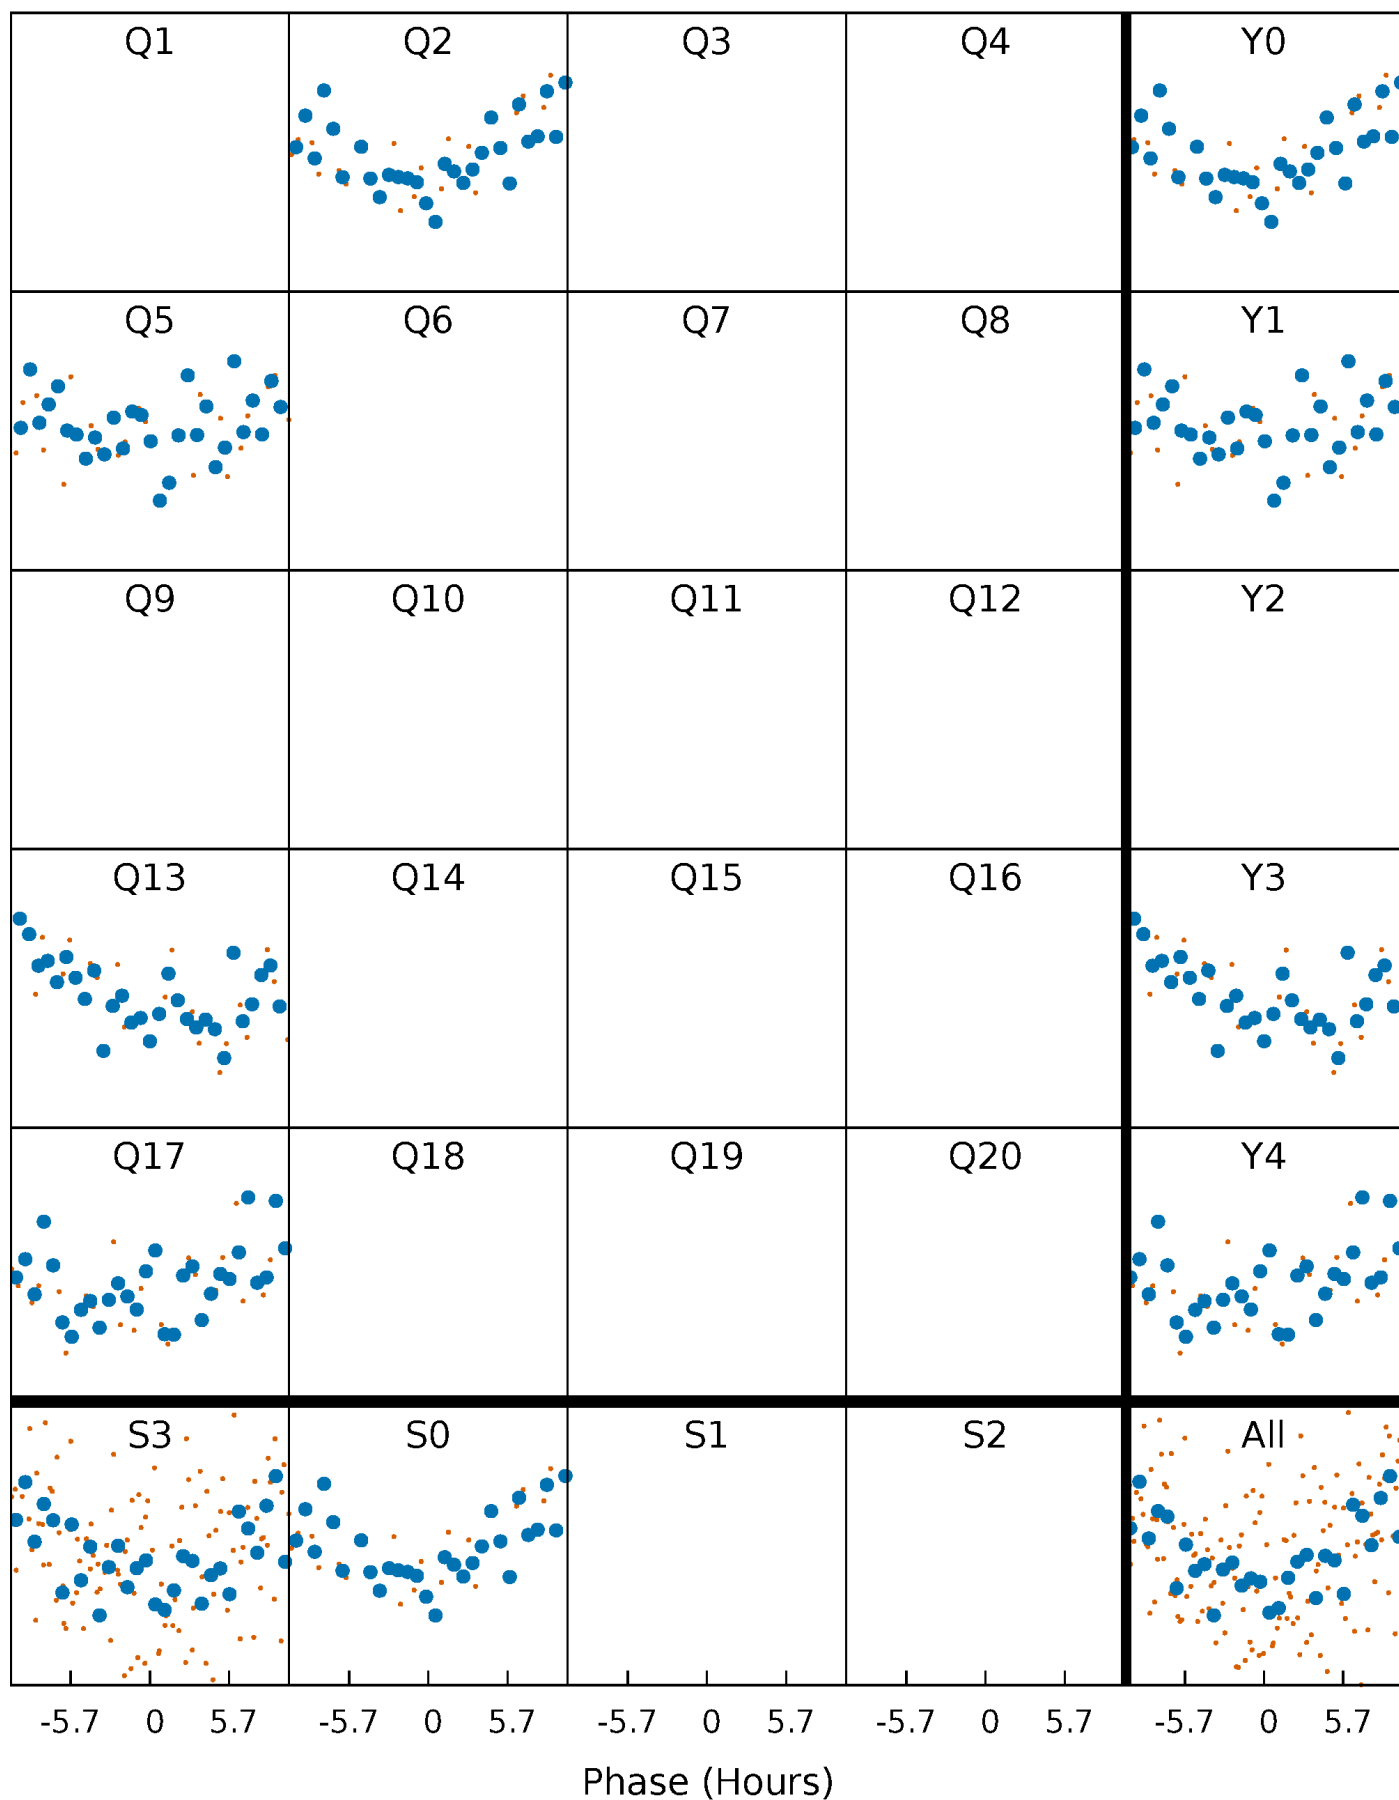 Q1 Q2 Q3 Q4 Y0
Q5 Q6 Q7 Q8 Y1
Q9 Q10 Q11 Q12 Y2
Q13 Q14 Q15 Q16 Y3
Q17 Q18 Q19 Q20 Y4
S3 S0 S1 S2 All
-5.7 0 5.7 -5.7 0 5.7 -5.7 0 5.7 -5.7 0 5.7 -5.7 0 5.7
Phase (Hours)